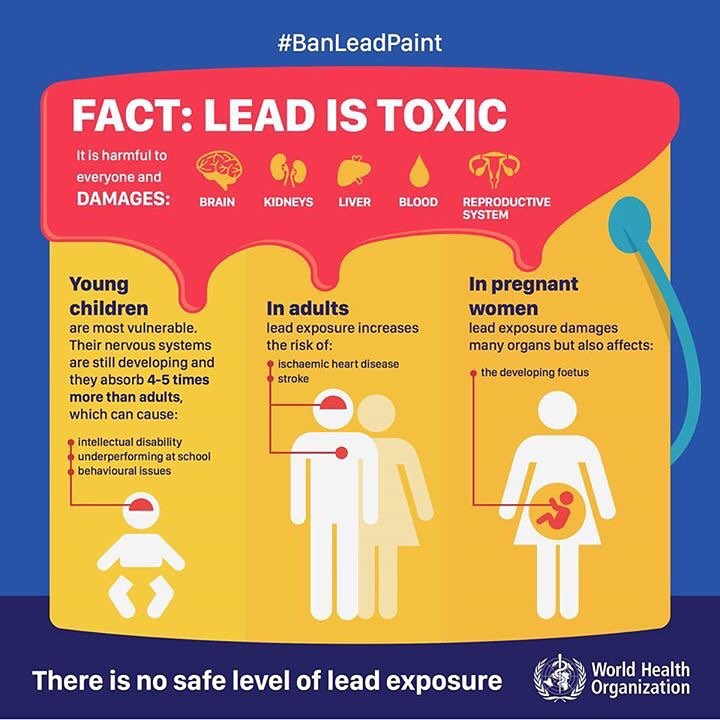 #BanLeadPaint
FACT: LEAD IS TOXIC
It is harmful to
everyone and
DAMAGES:
BRAIN
KIDNEYS
LIVER
BLOOD
REPRODUCTIVE
SYSTEM
Young
children
are most vulnerable.
Their nervous systems
are still developing and
they absorb 4-5 times
more than adults,
which can cause:
intellectual disability
underperforming at school
behavioural issues
In adults
lead exposure increases
the risk of:
ischaemic heart disease
stroke
In pregnant
women
lead exposure damages
many organs but also affects:
the developing foetus
There is no safe level of lead exposure
World Health
Organization